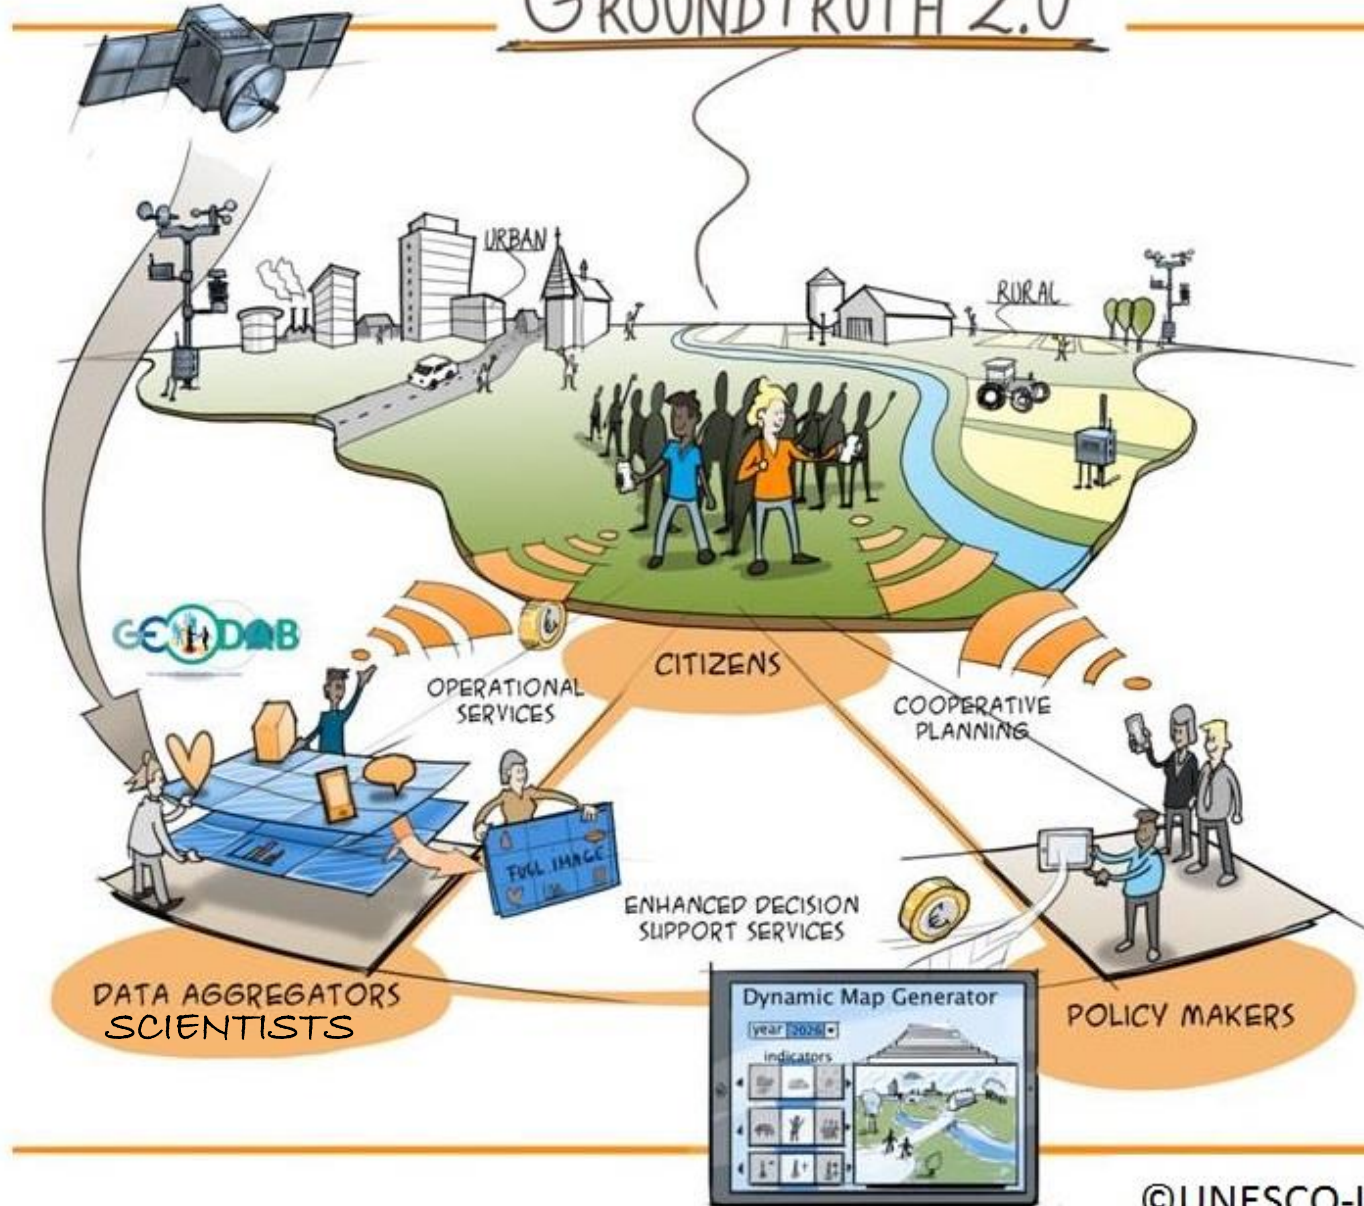 GROUNDTRUTH 2.0
URBAN
RURAL
GEODAB
CITIZENS
OPERATIONAL
SERVICES
COOPERATIVE
PLANNING
FULL IMAGE
ENHANCED DECISION
SUPPORT SERVICES
DATA AGGREGATORS
SCIENTISTS
POLICY MAKERS
Dynamic Map Generator
year 2026
indicators
©UNESCO-I